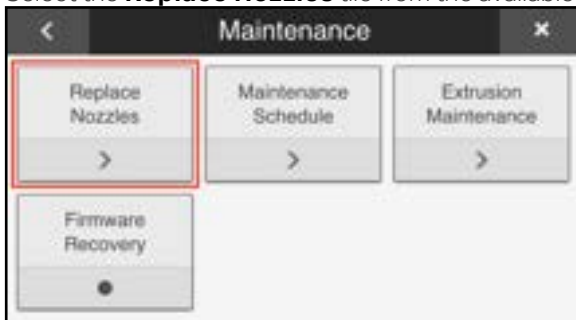 Select the Replace Nozzles tile from the available
Maintenance
Replace
Nozzles
Maintenance
Schedule
Extrusion
Maintenance
Firmware
Recovery